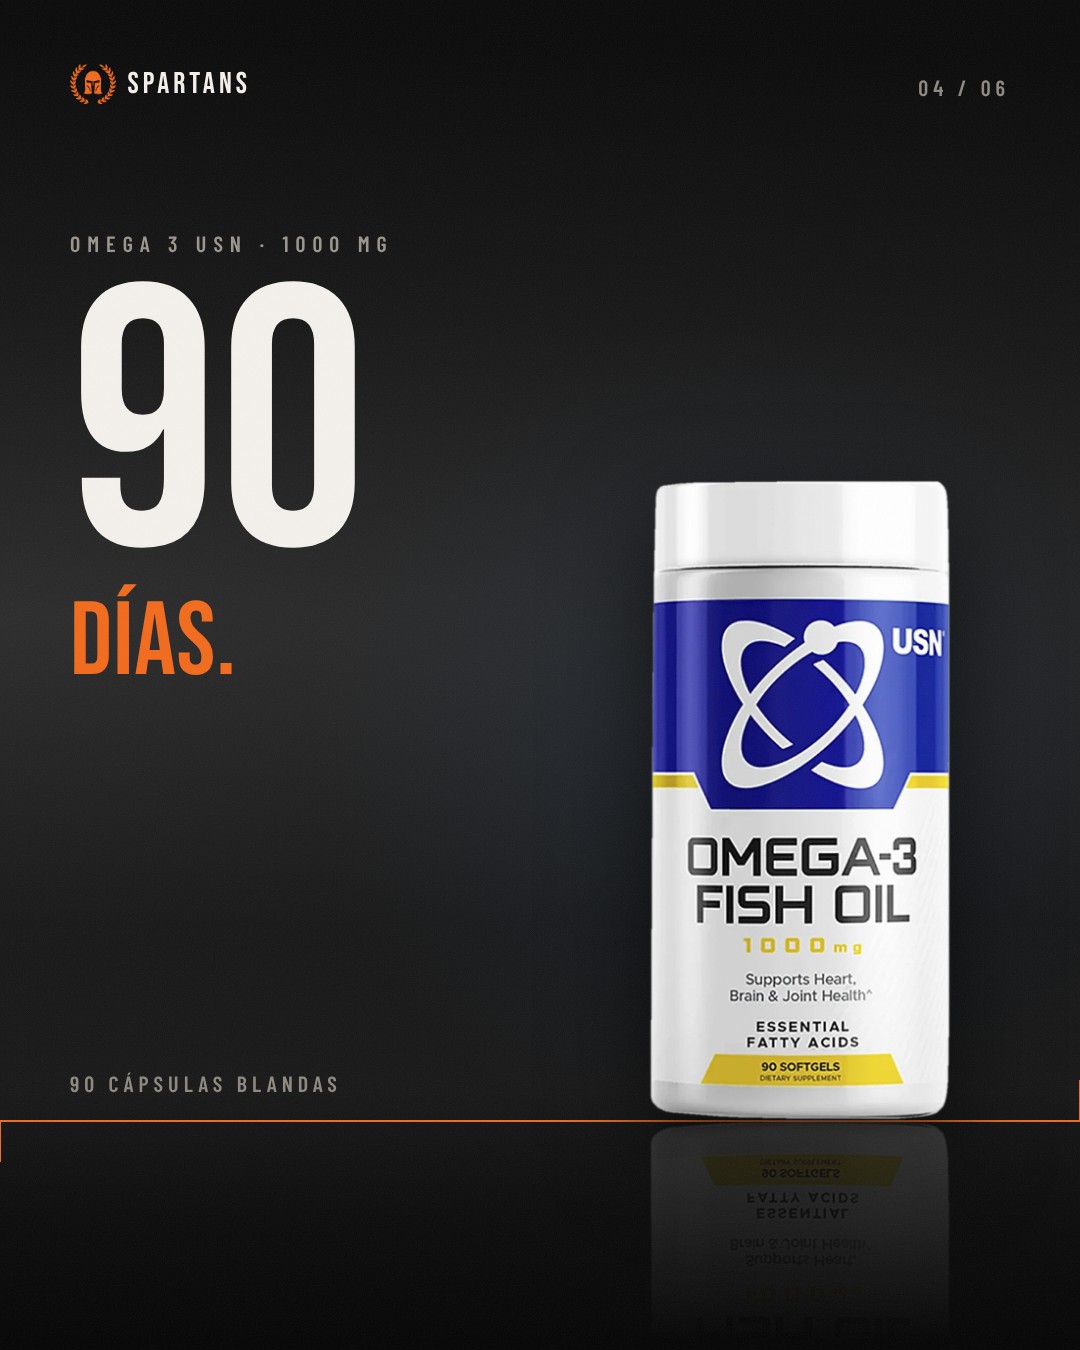 SPARTANS
04 / 06
OMEGA 3 USN · 1000 MG
90
DÍAS.
USN
OMEGA-3
FISH OIL
1000mg
Supports Heart,
Brain & Joint Health^
ESSENTIAL
FATTY ACIDS
90 SOFTGELS
DIETARY SUPPLEMENT
90 CÁPSULAS BLANDAS